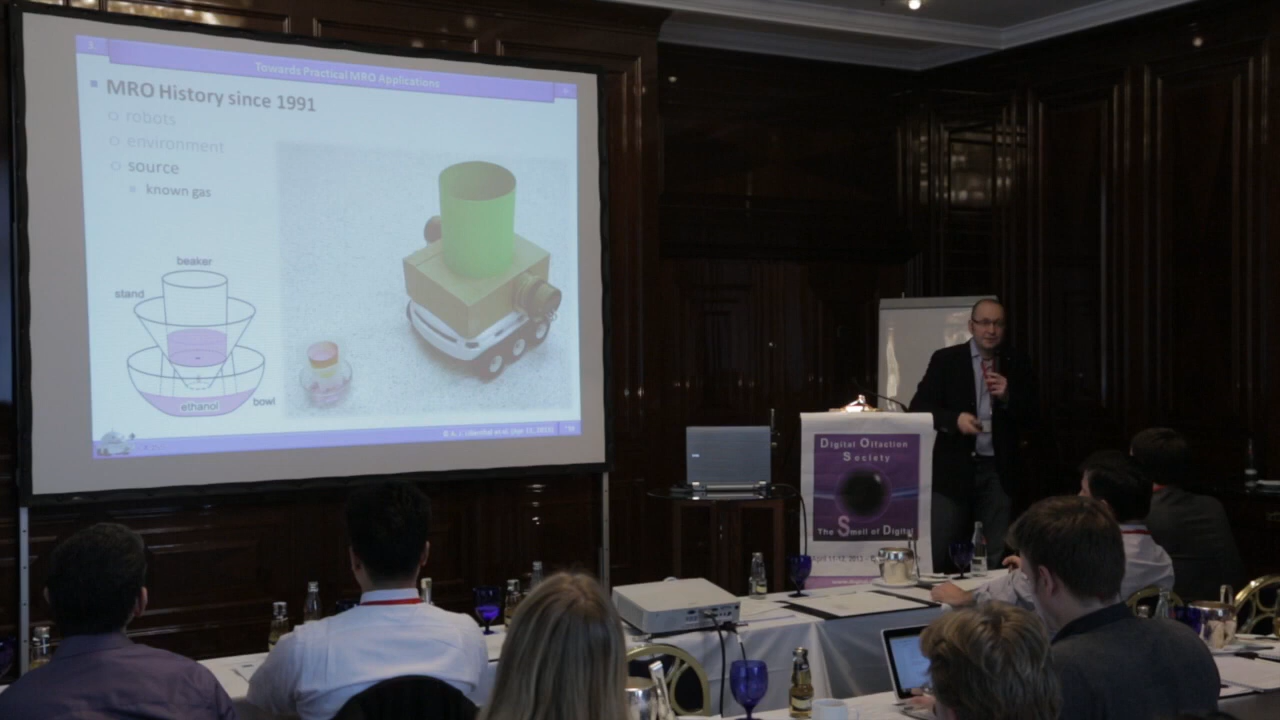 Towards Practical MRO Applications
MRO History since 1991
robots
environment
source
known gas
beaker
stand
ethanol
bowl
Digital Olfaction
Society
The Smell of Digital